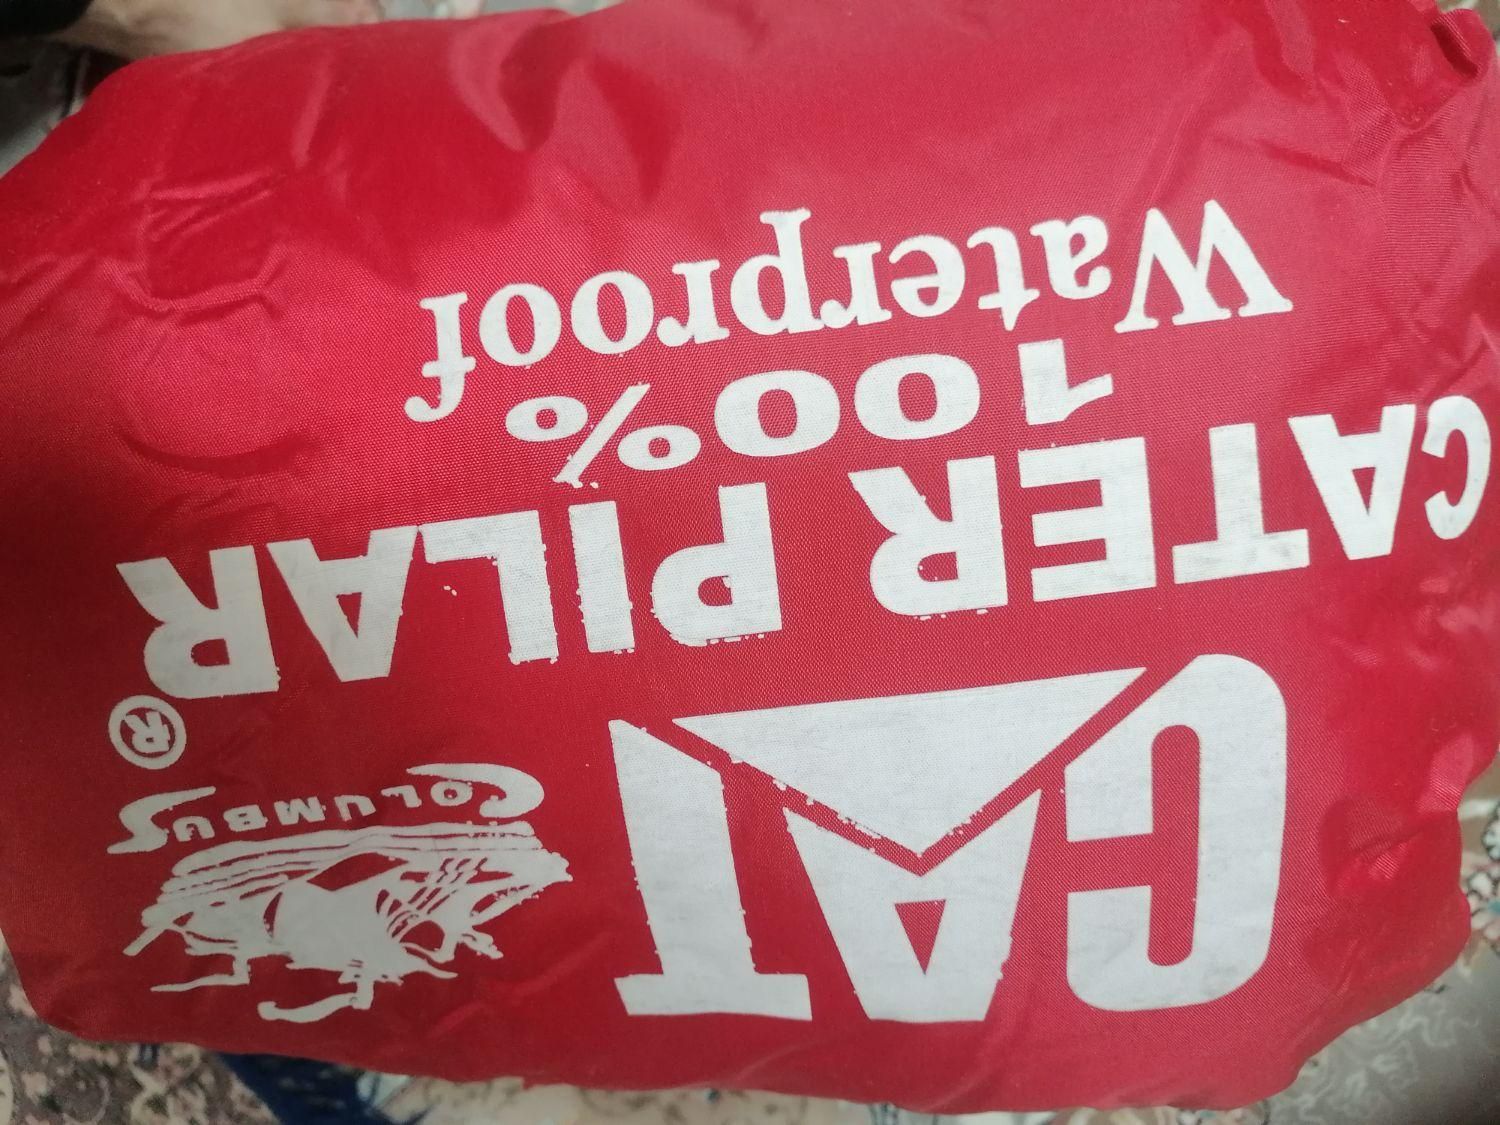 CAT
COLUMBUS
CATER PILAR ®
100%
Waterproof